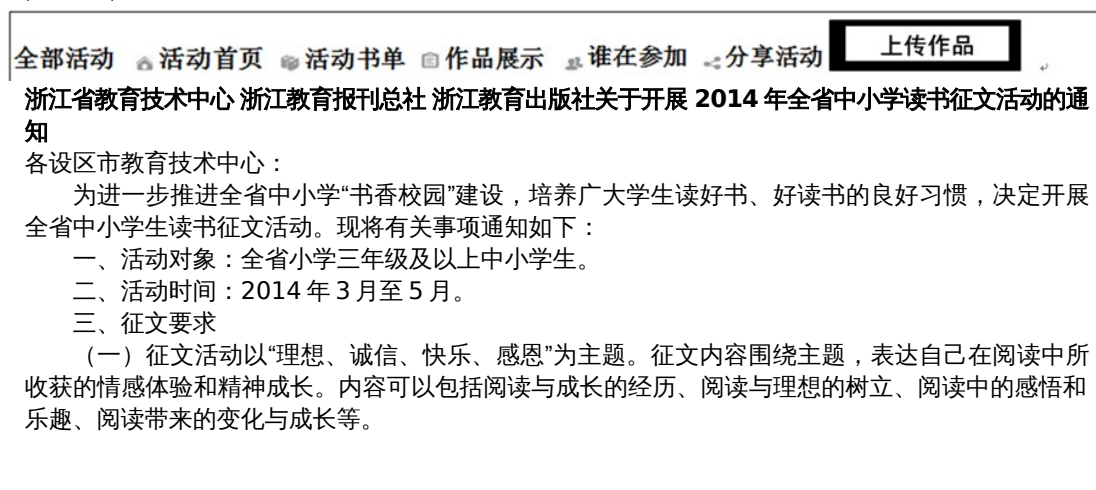 全部活动 活动首页 活动书单 作品展示 谁在参加 分享活动 上传作品
浙江省教育技术中心 浙江教育报刊总社 浙江教育出版社关于开展 2014 年全省中小学读书征文活动的通
知
各设区市教育技术中心：
为进一步推进全省中小学“书香校园”建设，培养广大学生读好书、好读书的良好习惯，决定开展
全省中小学生读书征文活动。现将有关事项通知如下：
一、活动对象：全省小学三年级及以上中小学生。
二、活动时间：2014 年 3 月至 5 月。
三、征文要求
（一）征文活动以“理想、诚信、快乐、感恩”为主题。征文内容围绕主题，表达自己在阅读中所
收获的情感体验和精神成长。内容可以包括阅读与成长的经历、阅读与理想的树立、阅读中的感悟和
乐趣、阅读带来的变化与成长等。